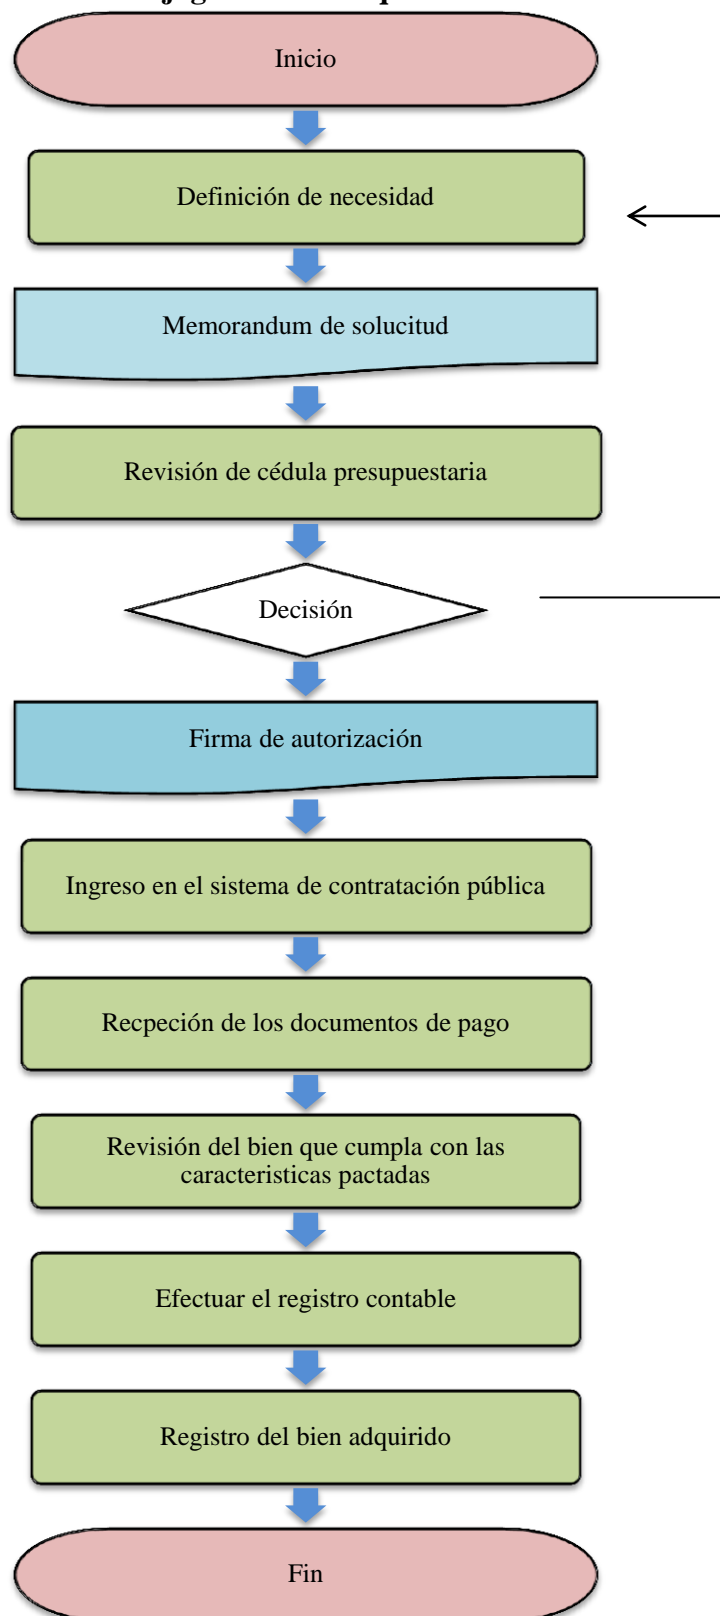 Inicio
Definición de necesidad
Memorandum de solucitud
Revisión de cédula presupuestaria
Decisión
Firma de autorización
Ingreso en el sistema de contratación pública
Recpeción de los documentos de pago
Revisión del bien que cumpla con las
caracteristicas pactadas
Efectuar el registro contable
Registro del bien adquirido
Fin